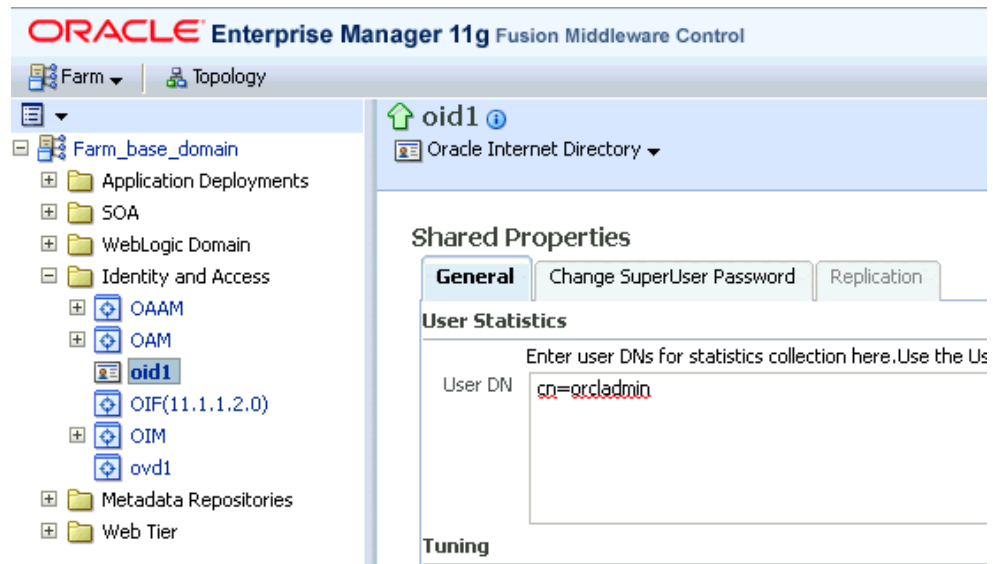 ORACLE Enterprise Manager 11g Fusion Middleware Control
Farm Topology
Farm_base_domain
Application Deployments
SOA
WebLogic Domain
Identity and Access
OAAM
OAM
oid1
OIF(11.1.1.2.0)
OIM
ovd1
Metadata Repositories
Web Tier
oid1
Oracle Internet Directory
Shared Properties
General Change SuperUser Password Replication
User Statistics
Enter user DNs for statistics collection here.Use the Us
User DN cn=orcladmin
Tuning